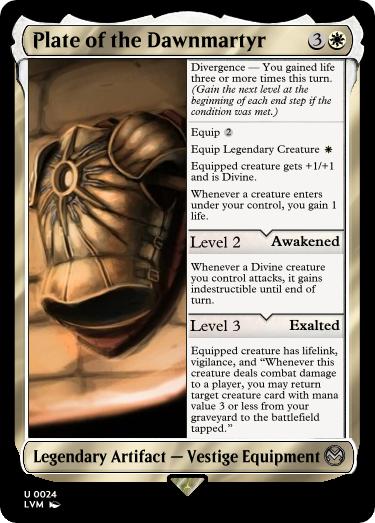 Plate of the Dawnmartyr 3
Divergence — You gained life
three or more times this turn.
(Gain the next level at the
beginning of each end step if the
condition was met.)
Equip 2
Equip Legendary Creature
Equipped creature gets +1/+1
and is Divine.
Whenever a creature enters
under your control, you gain 1
life.
Level 2 Awakened
Whenever a Divine creature
you control attacks, it gains
indestructible until end of
turn.
Level 3 Exalted
Equipped creature has lifelink,
vigilance, and “Whenever this
creature deals combat damage
to a player, you may return
target creature card with mana
value 3 or less from your
graveyard to the battlefield
tapped.”
Legendary Artifact — Vestige Equipment
U 0024
LVM